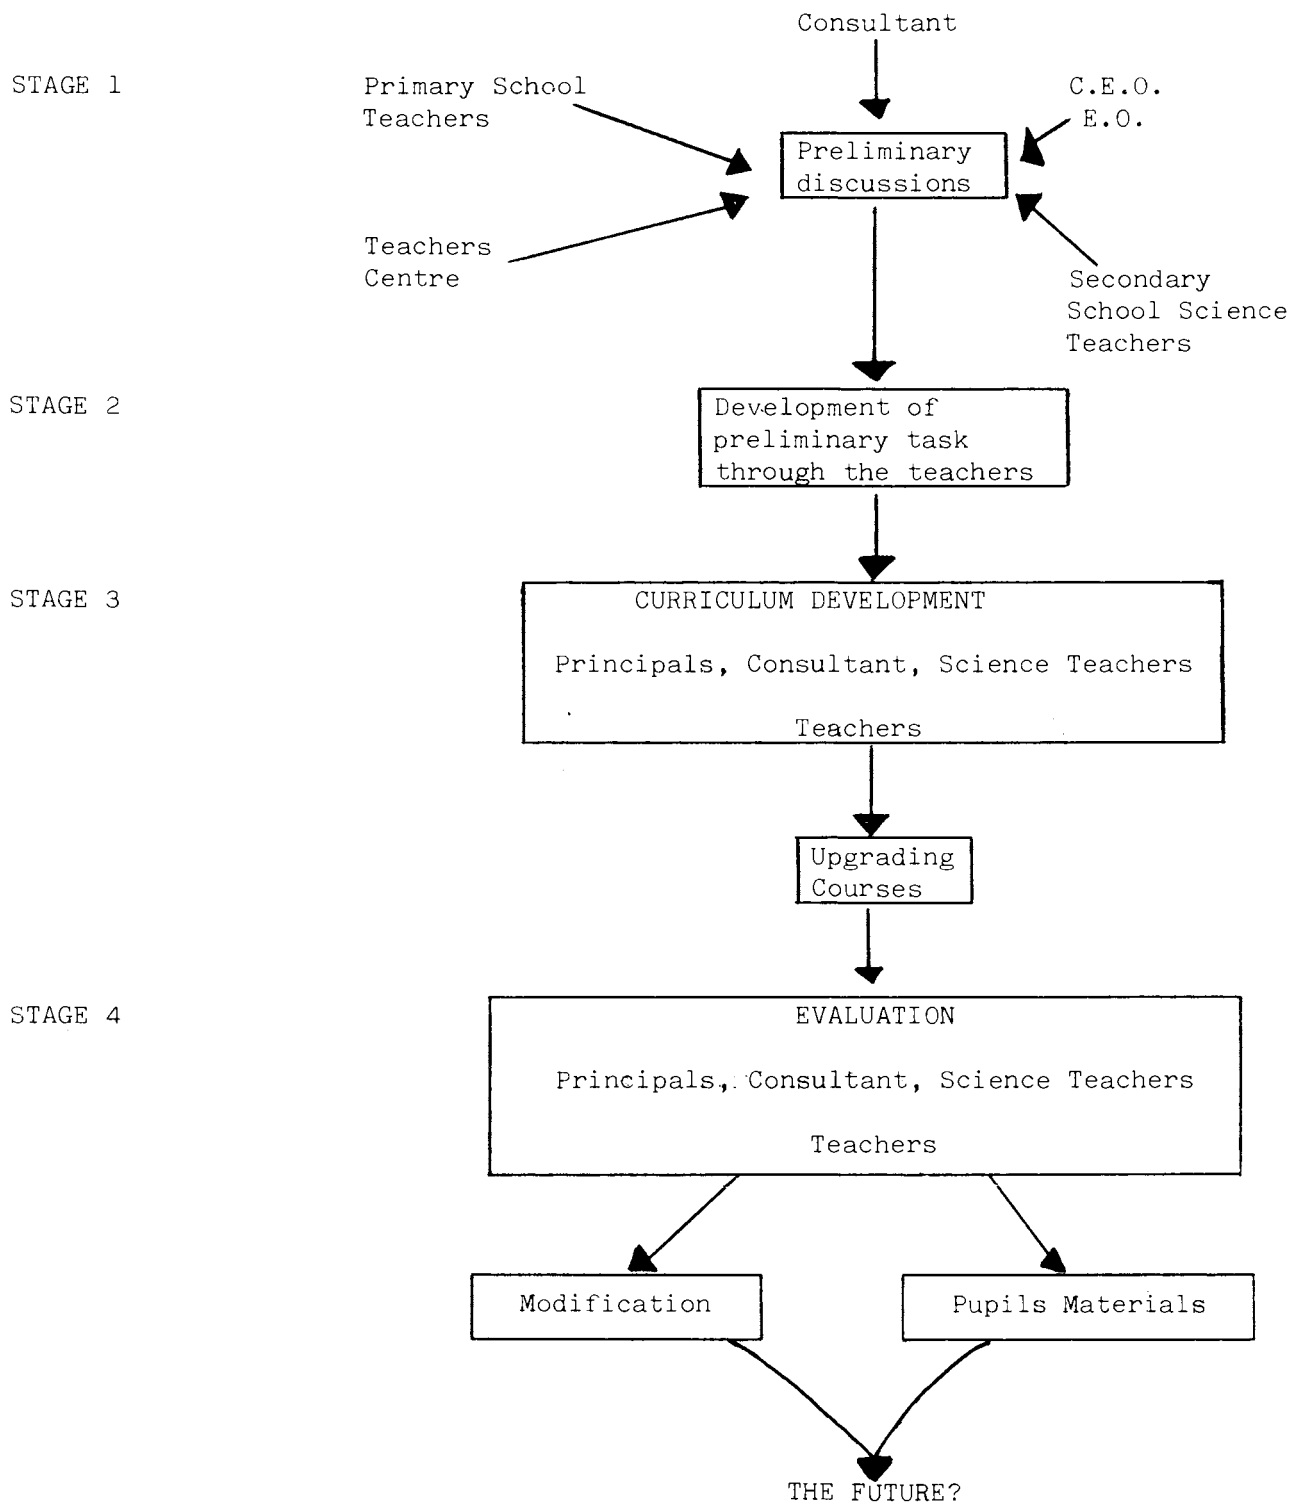 Consultant
STAGE 1
Primary School
Teachers
C.E.O.
E.O.
Preliminary
discussions
Teachers
Centre
Secondary
School Science
Teachers
STAGE 2
Development of
preliminary task
through the teachers
STAGE 3
CURRICULUM DEVELOPMENT
Principals, Consultant, Science Teachers
Teachers
Upgrading
Courses
STAGE 4
EVALUATION
Principals, Consultant, Science Teachers
Teachers
Modification
Pupils Materials
THE FUTURE?